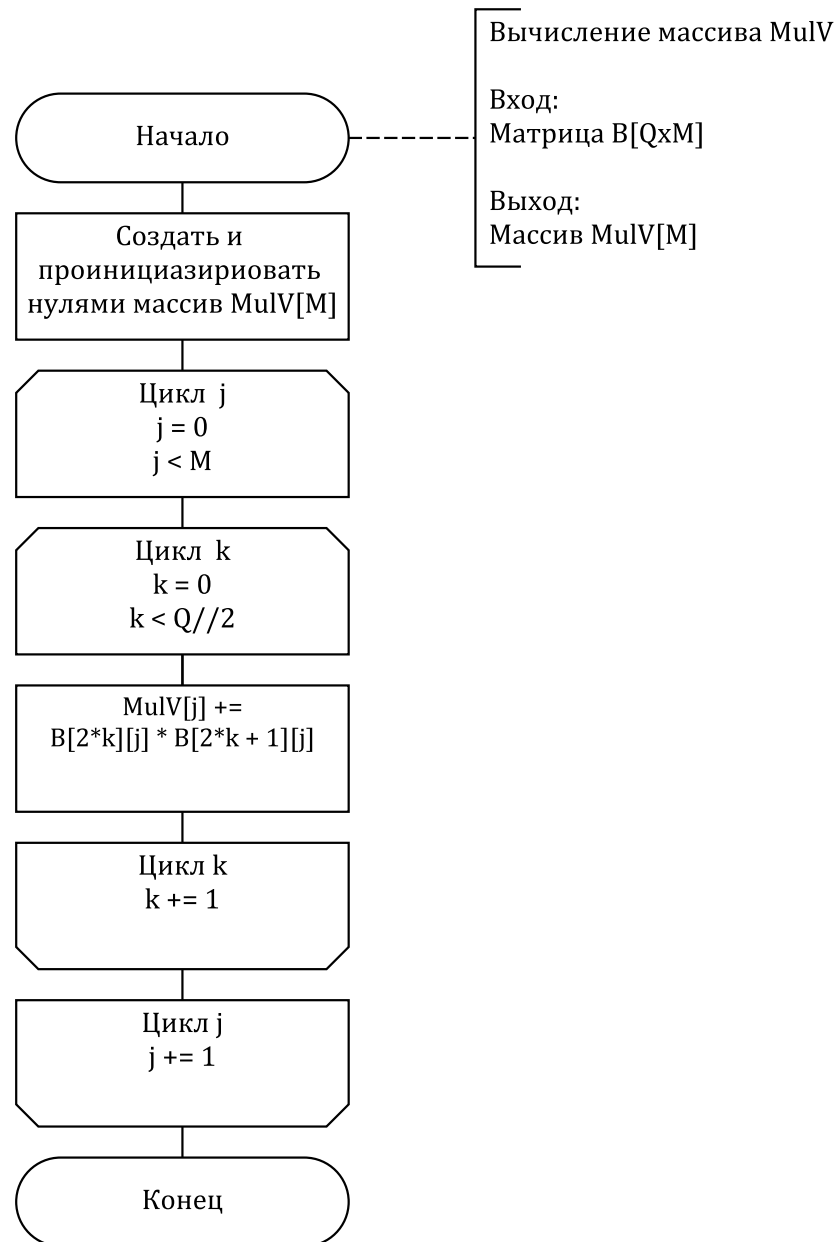 Вычисление массива MulV
Вход:
Матрица B[QxM]
Выход:
Массив MulV[M]
Начало
Создать и
проинициазириовать
нулями массив MulV[M]
Цикл j
j = 0
j < M
Цикл k
k = 0
k < Q//2
MulV[j] +=
B[2*k][j] * B[2*k + 1][j]
Цикл k
k += 1
Цикл j
j += 1
Конец